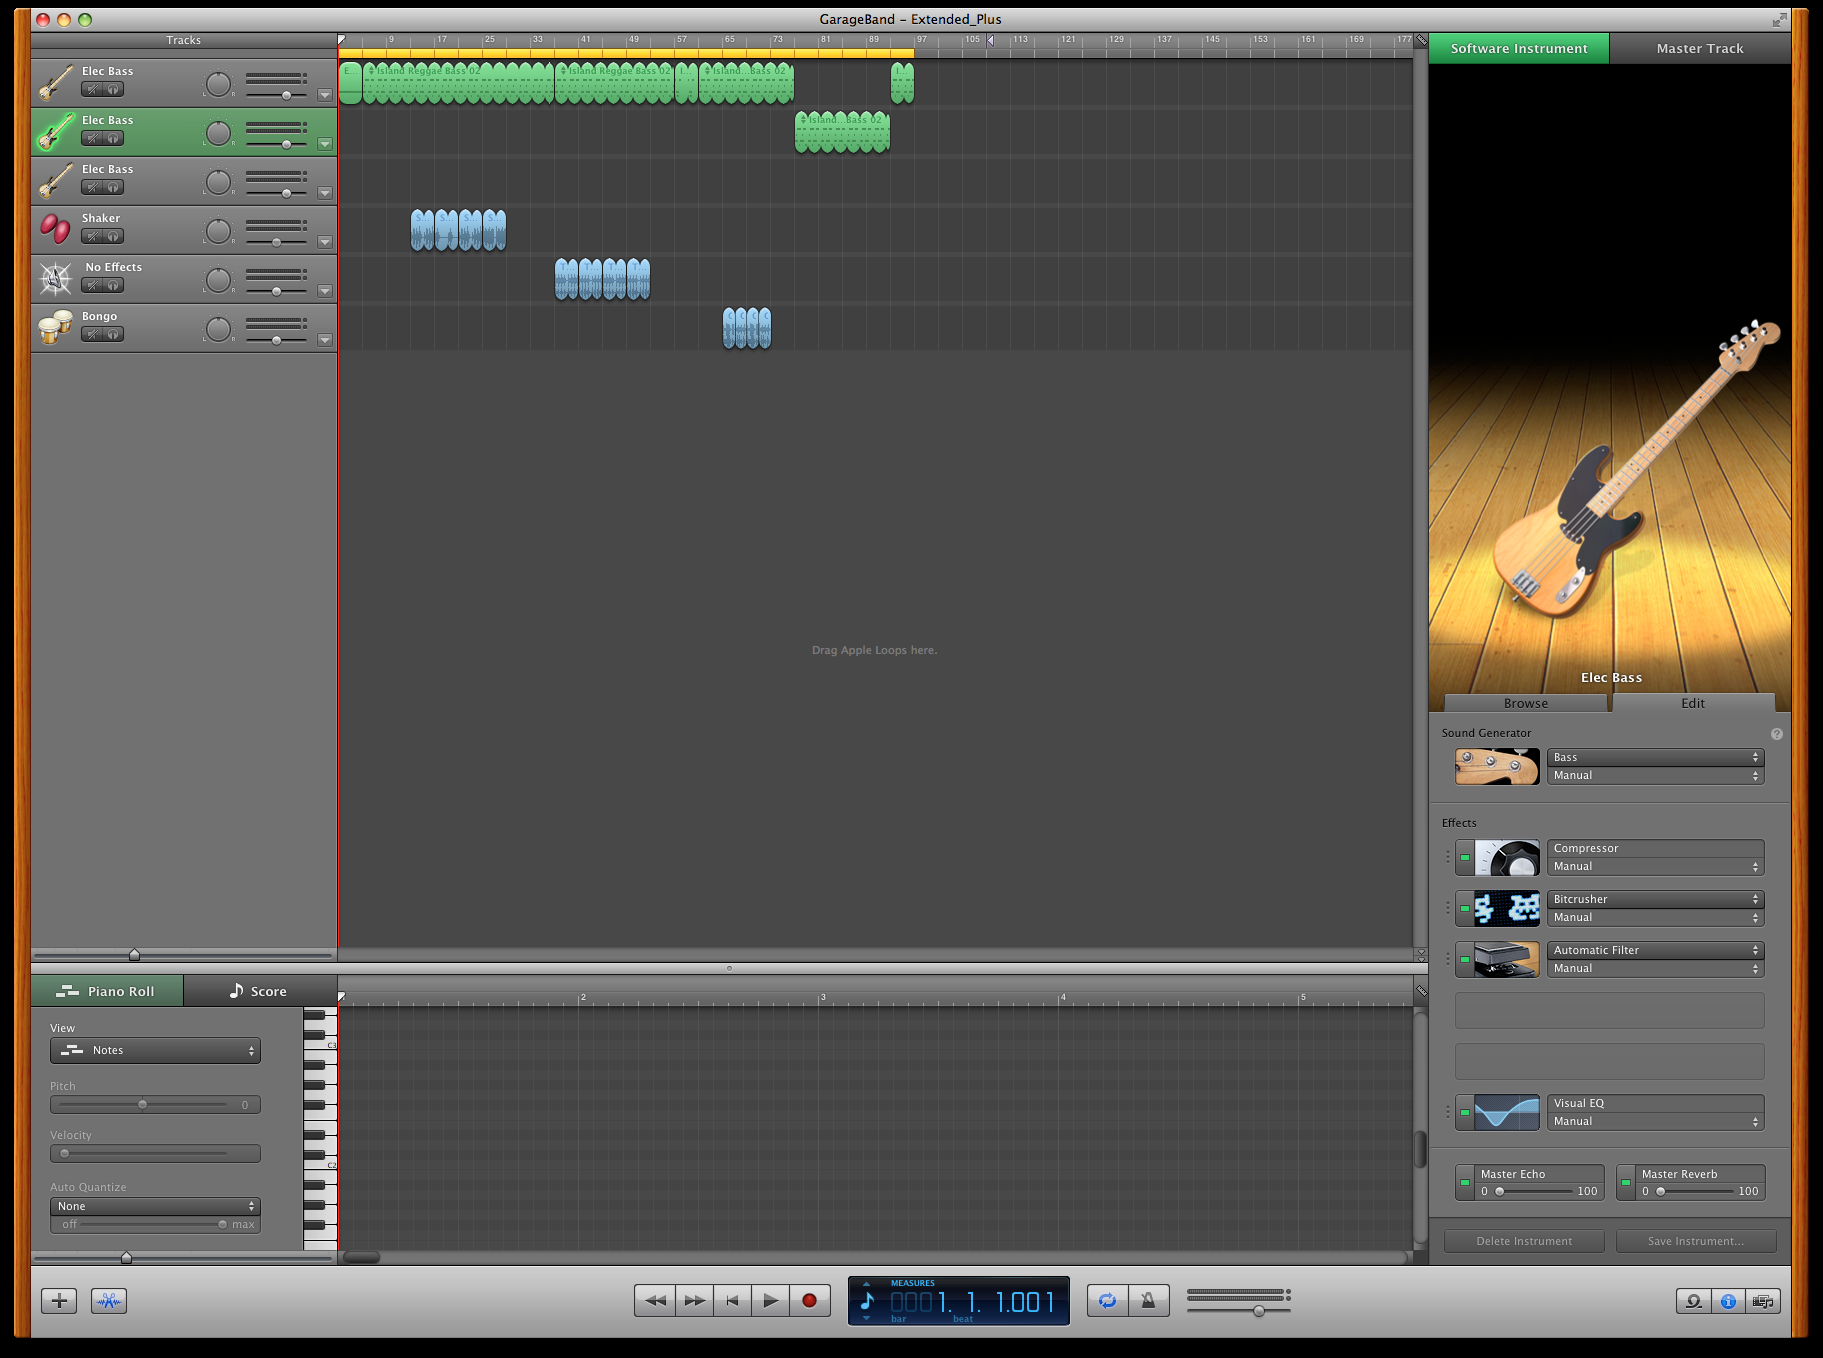 GarageBand – Extended_Plus
Tracks
9 17 25 33 41 49 57 65 73 81 89 97 105 113 121 129 137 145 153 161 169 177
Software Instrument Master Track
Elec Bass
L R
E... Island Reggae Bass 02 Island Reggae Bass 02 I... Island...Bass 02 I...
Elec Bass
L R
Island...Bass 02
Elec Bass
L R
Shaker
L R
S... S... S... S...
No Effects
L R
T... T... T... T...
Bongo
L R
C C C C
Drag Apple Loops here.
Elec Bass
Browse Edit
Sound Generator ?
Bass
Manual
Effects
Compressor
Manual
Bitcrusher
Manual
Automatic Filter
Manual
Visual EQ
Manual
Master Echo Master Reverb
0 100 0 100
Delete Instrument Save Instrument...
Piano Roll Score
2 3 4 5
View
Notes
C3
Pitch
0
Velocity
C2
Auto Quantize
None
off max
MEASURES
0001. 1. 1.001
bar beat